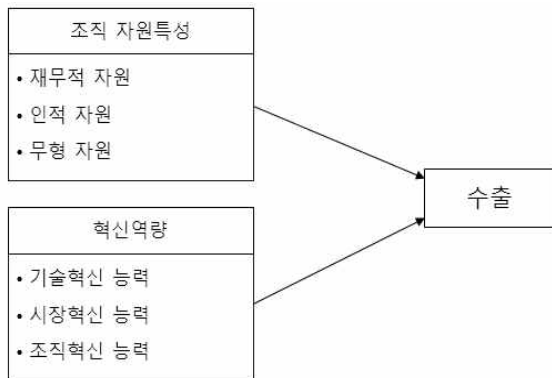 조직 자원특성
• 재무적 자원
• 인적 자원
• 무형 자원
수출
혁신역량
• 기술혁신 능력
• 시장혁신 능력
• 조직혁신 능력